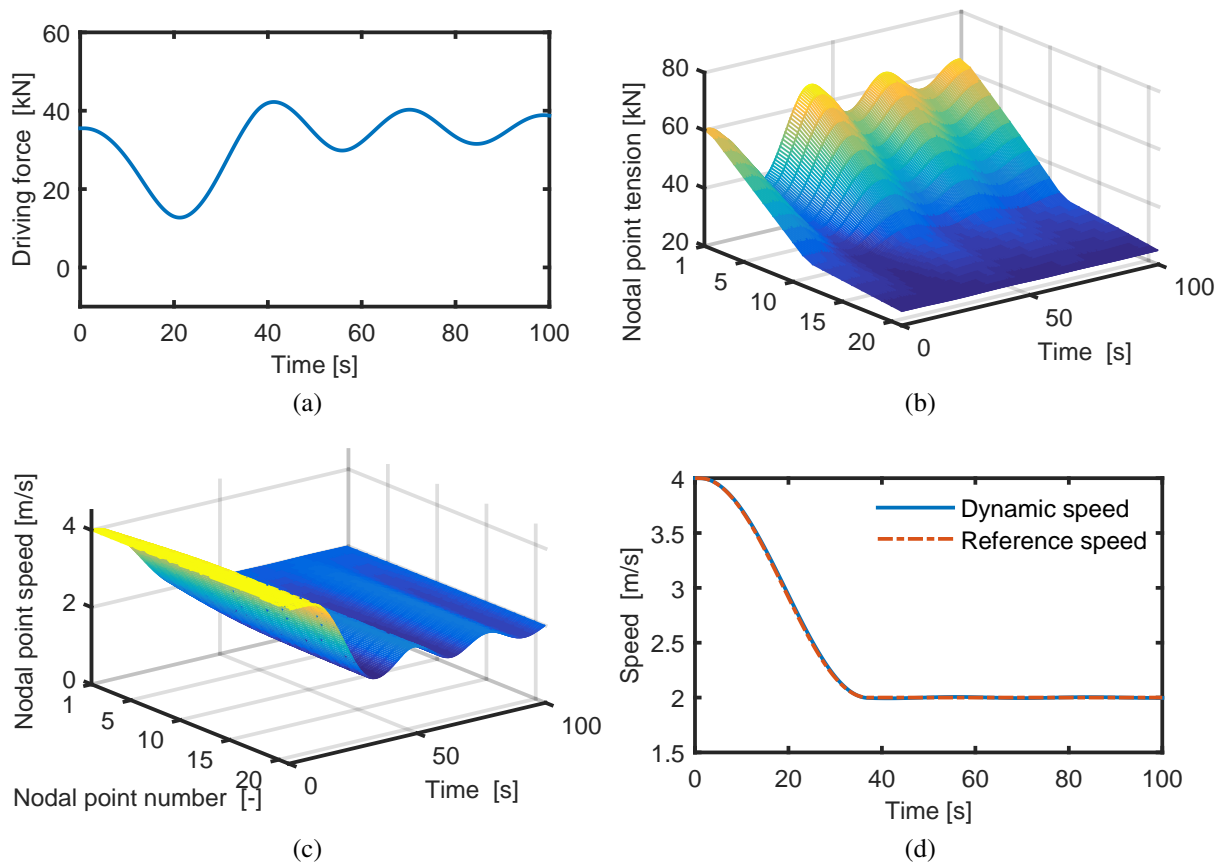 60
40
20
0
Driving force [kN]
0 20 40 60 80 100
Time [s]
(a)
80
60
40
20
Nodal point tension [kN]
1
5
10
15
20
0
50
100
Time [s]
(b)
4
2
0
Nodal point speed [m/s]
1
5
10
15
20
0
50
100
Nodal point number [-]
Time [s]
(c)
4
3.5
3
2.5
2
1.5
Speed [m/s]
Dynamic speed
Reference speed
0 20 40 60 80 100
Time [s]
(d)